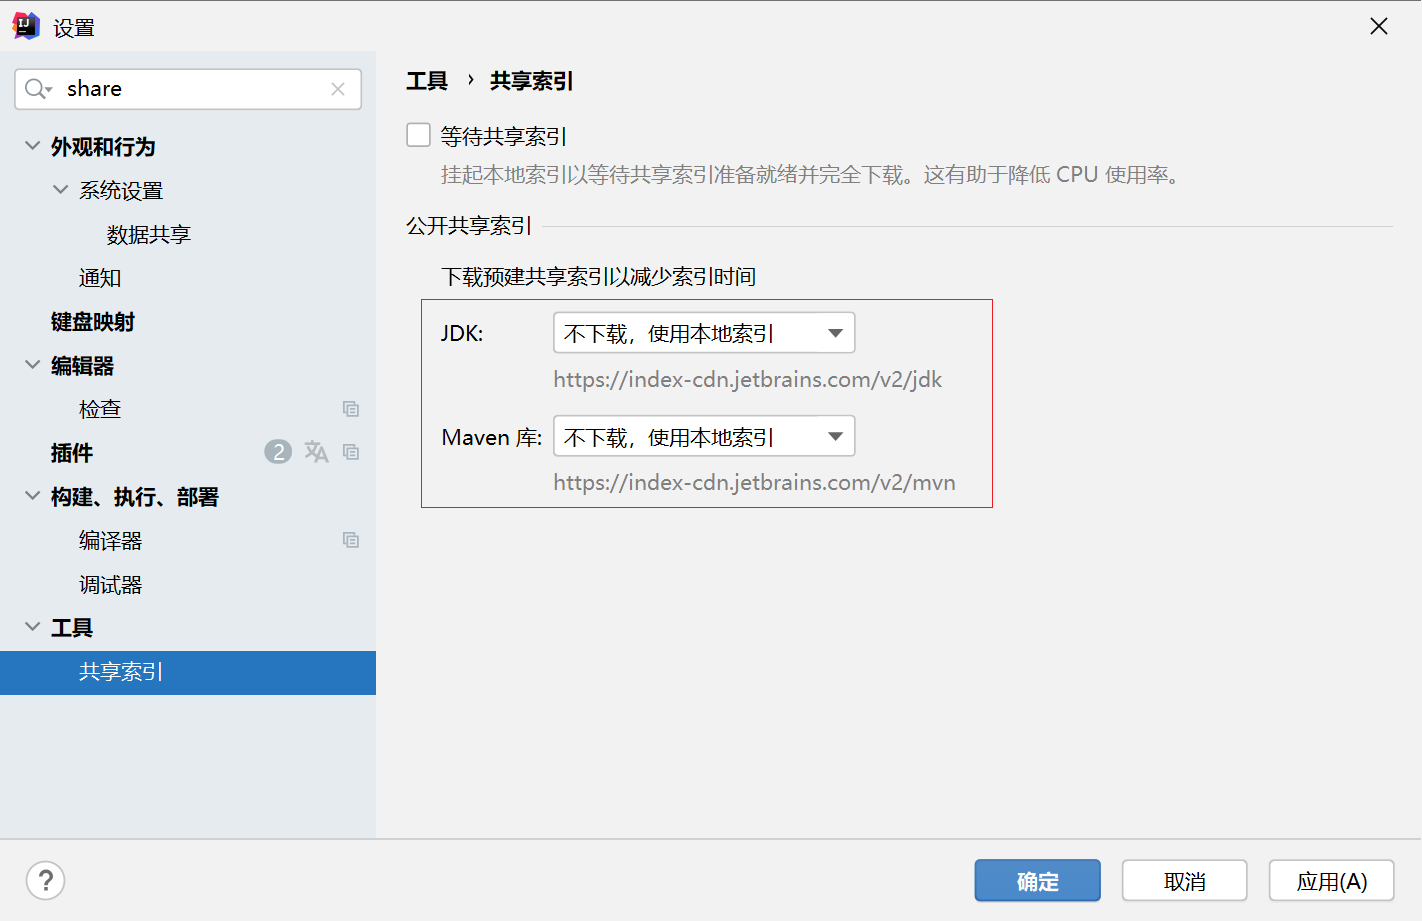 设置
share
外观和行为
系统设置
数据共享
通知
键盘映射
编辑器
检查
插件 2
构建、执行、部署
编译器
调试器
工具
共享索引
工具 › 共享索引
等待共享索引
挂起本地索引以等待共享索引准备就绪并完全下载。这有助于降低 CPU 使用率。
公开共享索引
下载预建共享索引以减少索引时间
JDK: 不下载，使用本地索引
https://index-cdn.jetbrains.com/v2/jdk
Maven 库: 不下载，使用本地索引
https://index-cdn.jetbrains.com/v2/mvn
? 确定 取消 应用(A)